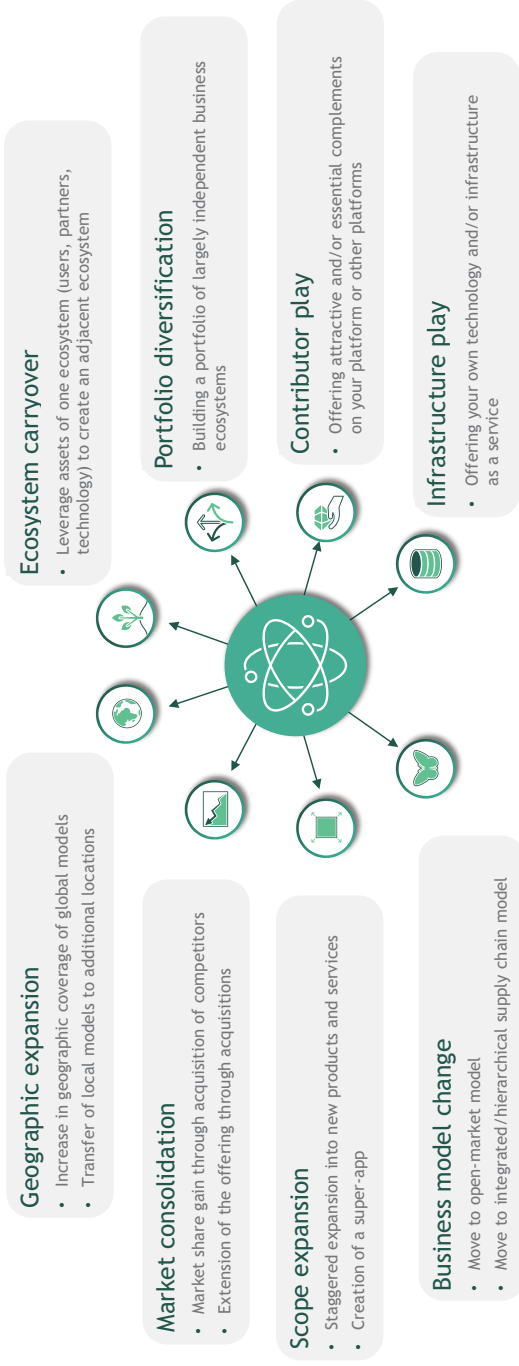 Geographic expansion
• Increase in geographic coverage of global models
• Transfer of local models to additional locations
Market consolidation
• Market share gain through acquisition of competitors
• Extension of the offering through acquisitions
Scope expansion
• Staggered expansion into new products and services
• Creation of a super-app
Business model change
• Move to open-market model
• Move to integrated/hierarchical supply chain model
Ecosystem carryover
• Leverage assets of one ecosystem (users, partners,
technology) to create an adjacent ecosystem
Portfolio diversification
• Building a portfolio of largely independent business
ecosystems
Contributor play
• Offering attractive and/or essential complements
on your platform or other platforms
Infrastructure play
• Offering your own technology and/or infrastructure
as a service